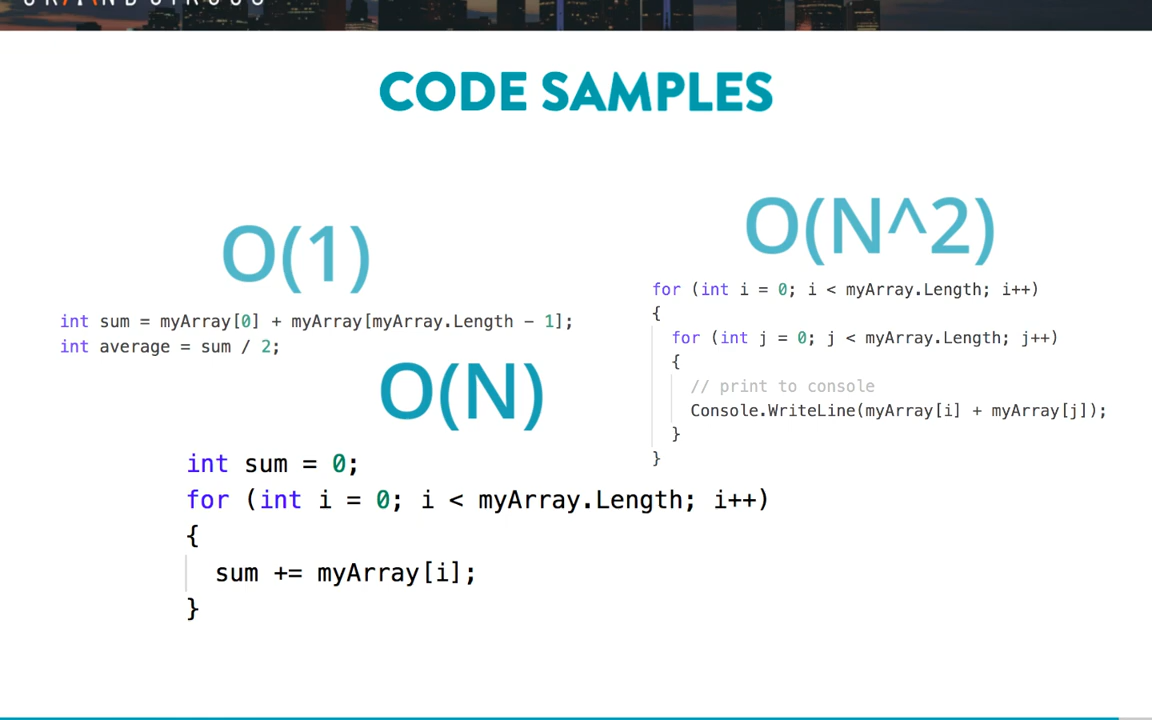 CODE SAMPLES
O(1)
int sum = myArray[0] + myArray[myArray.Length - 1];
int average = sum / 2;
O(N^2)
for (int i = 0; i < myArray.Length; i++)
{
for (int j = 0; j < myArray.Length; j++)
{
// print to console
Console.WriteLine(myArray[i] + myArray[j]);
}
}
O(N)
int sum = 0;
for (int i = 0; i < myArray.Length; i++)
{
sum += myArray[i];
}